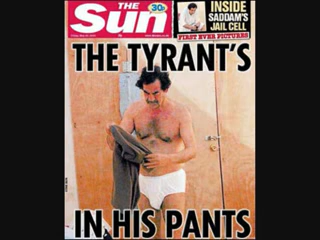 THE
Sun
30p
INSIDE
SADDAM'S
JAIL CELL
FIRST EVER PICTURES
THE TYRANT'S
IN HIS PANTS